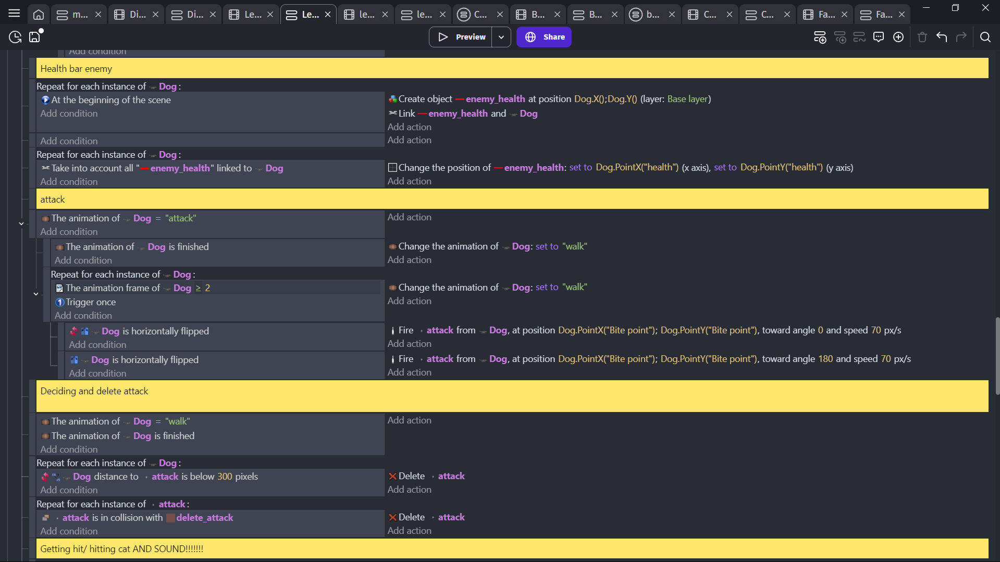 m... Di... Di... Le... Le... le... le... C... B... B... b... C... C... Fa... Fa...
Preview Share
Add condition
Health bar enemy
Repeat for each instance of Dog :
At the beginning of the scene
Create object enemy_health at position Dog.X();Dog.Y() (layer: Base layer)
Add condition
Link enemy_health and Dog
Add action
Add condition
Add action
Repeat for each instance of Dog :
Take into account all "enemy_health" linked to Dog
Change the position of enemy_health: set to Dog.PointX("health") (x axis), set to Dog.PointY("health") (y axis)
Add condition
Add action
attack
The animation of Dog = "attack"
Add action
Add condition
The animation of Dog is finished
Change the animation of Dog: set to "walk"
Add condition
Add action
Repeat for each instance of Dog :
The animation frame of Dog ≥ 2
Change the animation of Dog: set to "walk"
Trigger once
Add action
Add condition
Dog is horizontally flipped
Fire attack from Dog, at position Dog.PointX("Bite point"); Dog.PointY("Bite point"), toward angle 0 and speed 70 px/s
Add condition
Add action
Dog is horizontally flipped
Fire attack from Dog, at position Dog.PointX("Bite point"); Dog.PointY("Bite point"), toward angle 180 and speed 70 px/s
Add condition
Add action
Deciding and delete attack
The animation of Dog = "walk"
Add action
The animation of Dog is finished
Add condition
Repeat for each instance of Dog :
Dog distance to attack is below 300 pixels
Delete attack
Add condition
Add action
Repeat for each instance of attack :
attack is in collision with delete_attack
Delete attack
Add condition
Add action
Getting hit/ hitting cat AND SOUND!!!!!!!